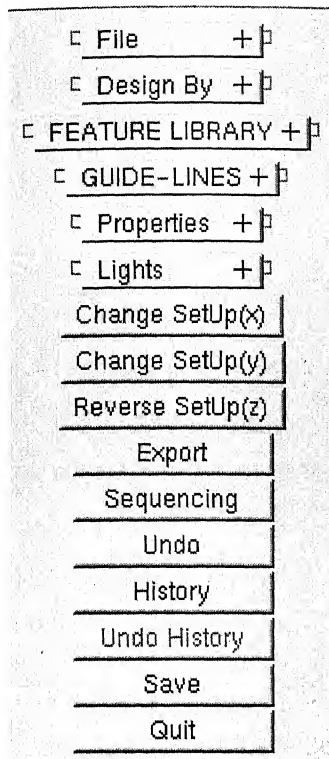 File +
Design By +
FEATURE LIBRARY +
GUIDE-LINES +
Properties +
Lights +
Change SetUp(x)
Change SetUp(y)
Reverse SetUp(z)
Export
Sequencing
Undo
History
Undo History
Save
Quit